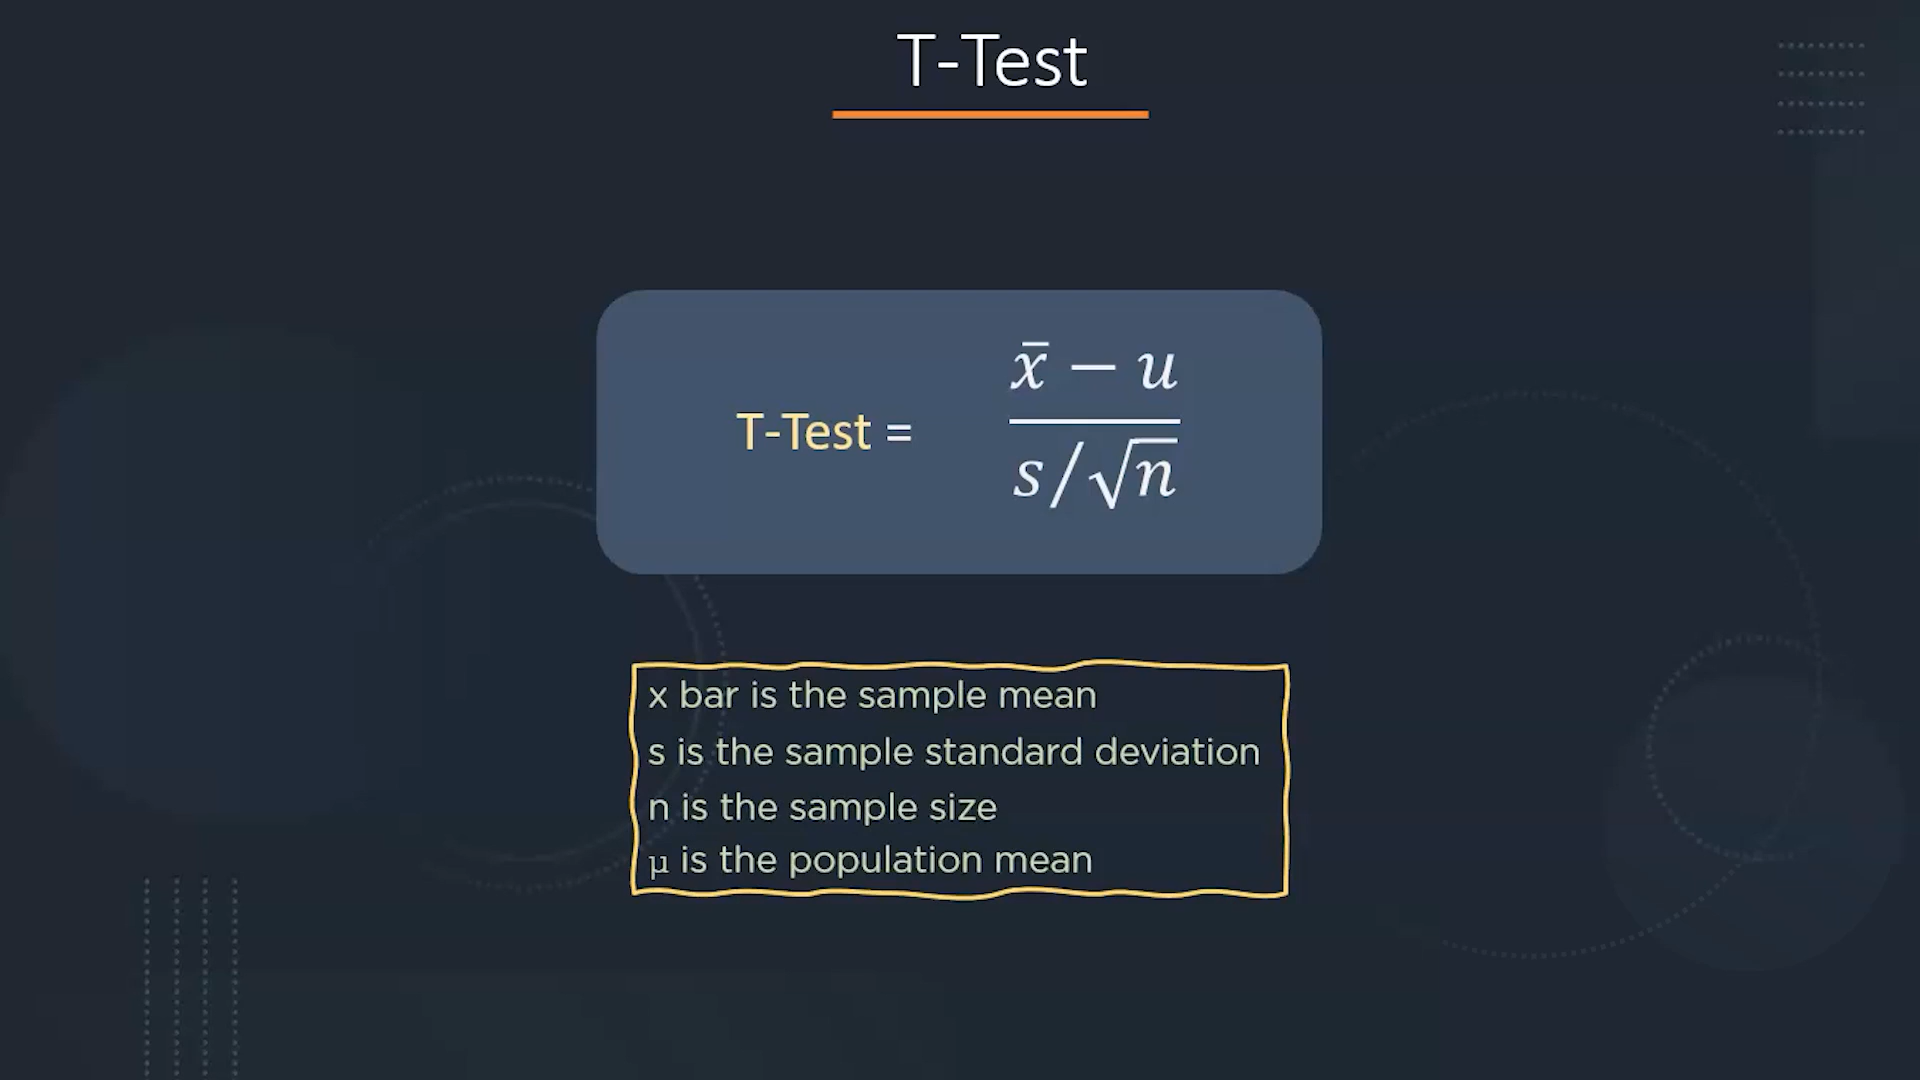 T-Test
T-Test = x̄ − u / s/√n
x bar is the sample mean
s is the sample standard deviation
n is the sample size
μ is the population mean